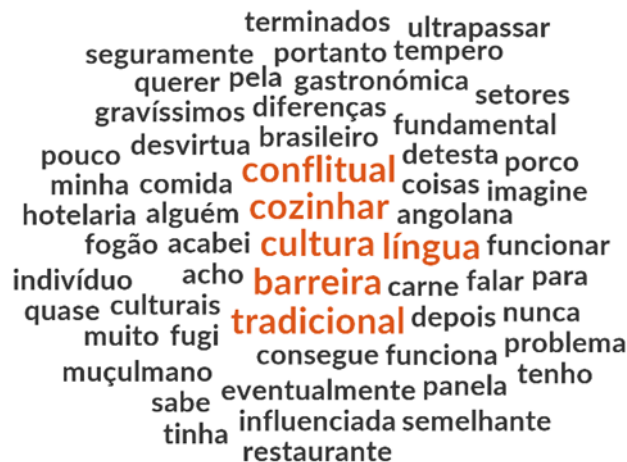 terminados ultrapassar
seguramente portanto tempero
querer pela gastronómica setores
gravíssimos diferenças fundamental
desvirtua brasileiro
pouco conflitual detesta porco
minha comida coisas imagine
hotelaria alguém cozinhar angolana
fogão acabei cultura língua funcionar
indivíduo acho barreira carne falar para
quase culturais tradicional depois nunca
muito fugi consegue funciona problema
muçulmano eventualmente panela tenho
sabe influenciada semelhante
tinha restaurante